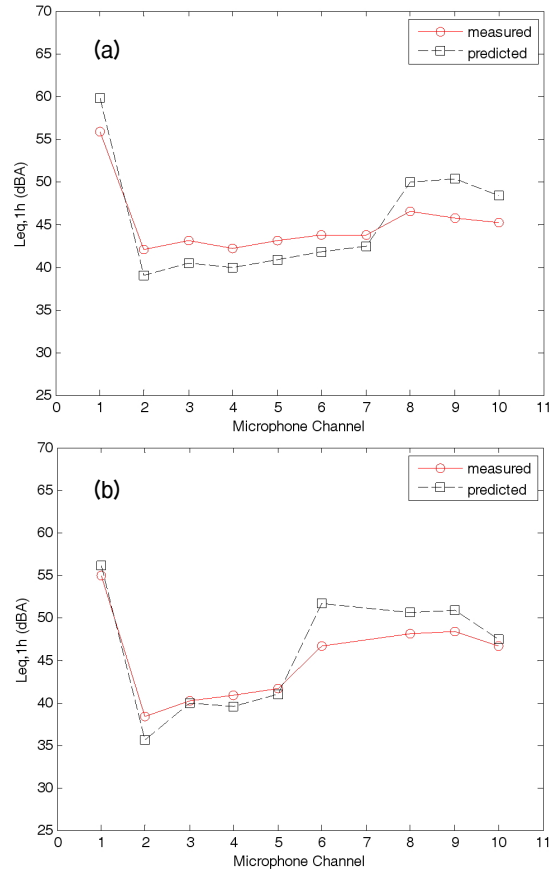 70
65
60
55
50
45
40
35
30
25
Leq,1h (dBA)
(a)
measured
predicted
0 1 2 3 4 5 6 7 8 9 10 11
Microphone Channel
70
65
60
55
50
45
40
35
30
25
Leq,1h (dBA)
(b)
measured
predicted
0 1 2 3 4 5 6 7 8 9 10 11
Microphone Channel